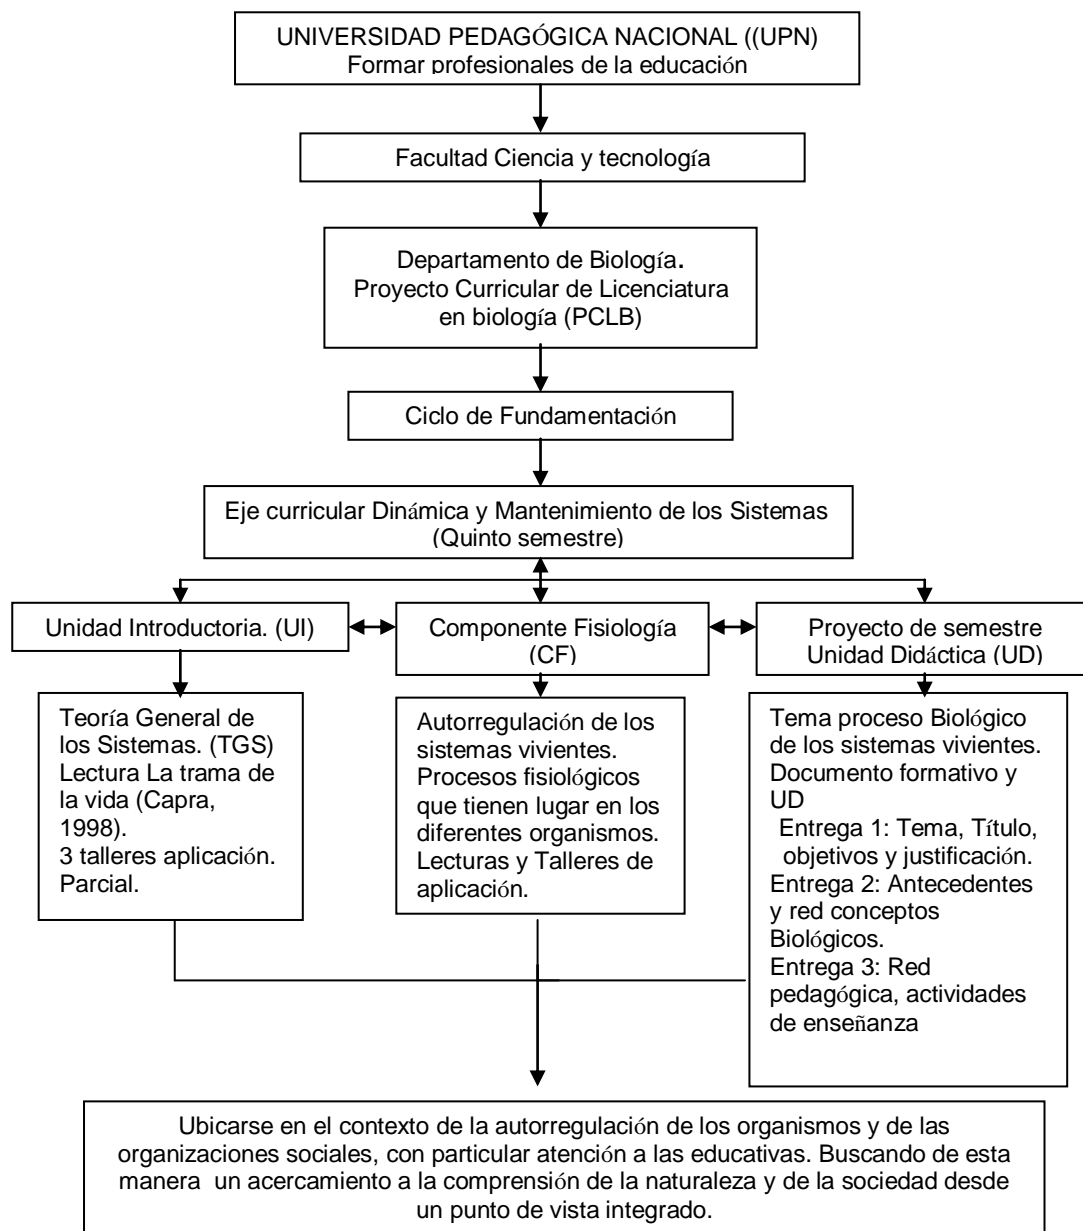 UNIVERSIDAD PEDAGÓGICA NACIONAL ((UPN)
Formar profesionales de la educación
Facultad Ciencia y tecnología
Departamento de Biología.
Proyecto Curricular de Licenciatura
en biología (PCLB)
Ciclo de Fundamentación
Eje curricular Dinámica y Mantenimiento de los Sistemas
(Quinto semestre)
Unidad Introductoria. (UI)
Componente Fisiología
(CF)
Proyecto de semestre
Unidad Didáctica (UD)
Teoría General de
los Sistemas. (TGS)
Lectura La trama de
la vida (Capra,
1998).
3 talleres aplicación.
Parcial.
Autorregulación de los
sistemas vivientes.
Procesos fisiológicos
que tienen lugar en los
diferentes organismos.
Lecturas y Talleres de
aplicación.
Tema proceso Biológico
de los sistemas vivientes.
Documento formativo y
UD
Entrega 1: Tema, Título,
objetivos y justificación.
Entrega 2: Antecedentes
y red conceptos
Biológicos.
Entrega 3: Red
pedagógica, actividades
de enseñanza
Ubicarse en el contexto de la autorregulación de los organismos y de las
organizaciones sociales, con particular atención a las educativas. Buscando de esta
manera un acercamiento a la comprensión de la naturaleza y de la sociedad desde
un punto de vista integrado.